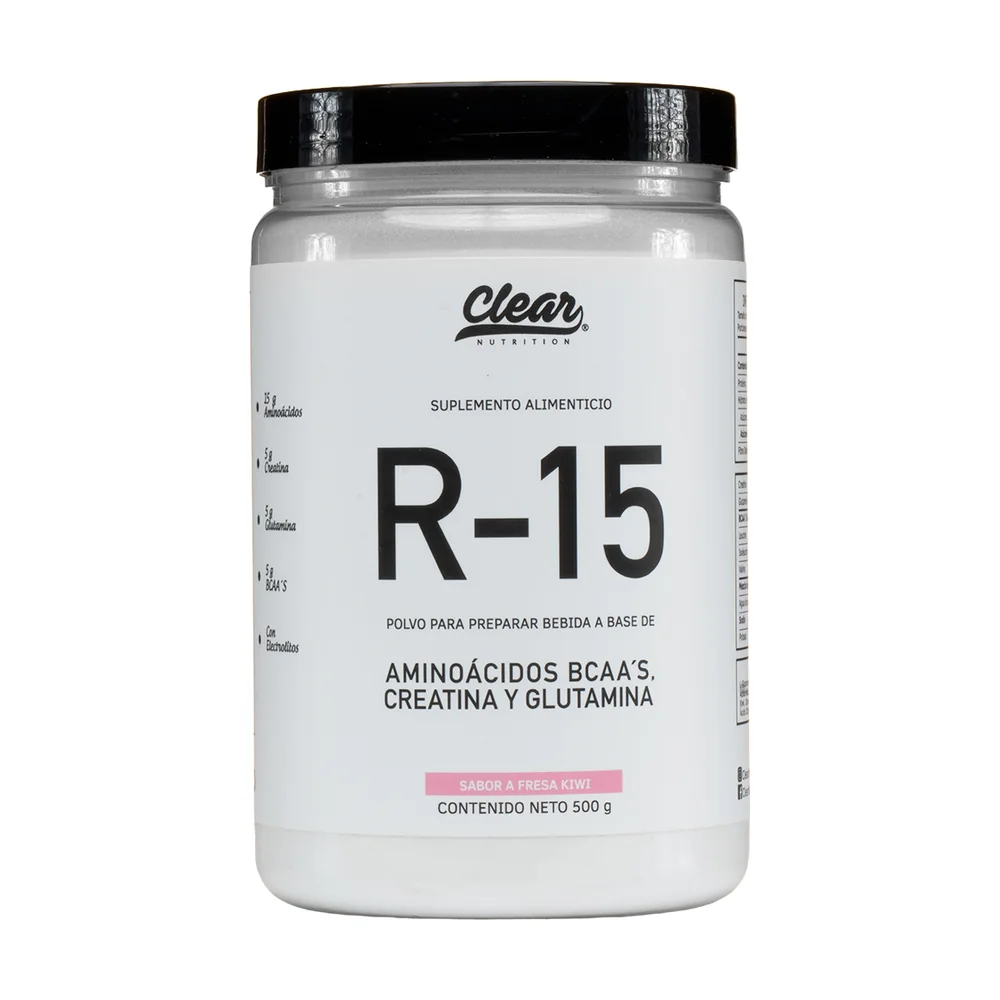 Clear
NUTRITION
SUPLEMENTO ALIMENTICIO
R-15
POLVO PARA PREPARAR BEBIDA A BASE DE
AMINOÁCIDOS BCAA´S,
CREATINA Y GLUTAMINA
SABOR A FRESA KIWI
CONTENIDO NETO 500 g
15 g
Aminoácidos
5 g
Creatina
5 g
Glutamina
5 g
BCAA´S
Con
Electrolitos